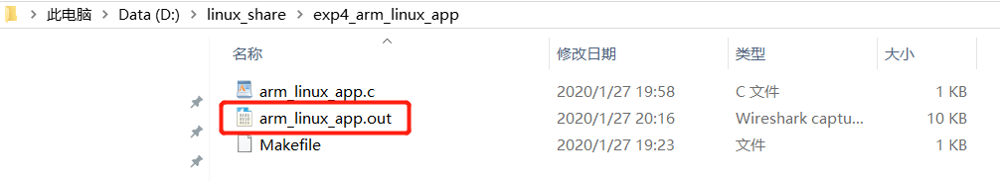 此电脑 > Data (D:) > linux_share > exp4_arm_linux_app
名称 修改日期 类型 大小
arm_linux_app.c 2020/1/27 19:58 C 文件 1 KB
arm_linux_app.out 2020/1/27 20:16 Wireshark captu... 10 KB
Makefile 2020/1/27 19:23 文件 1 KB